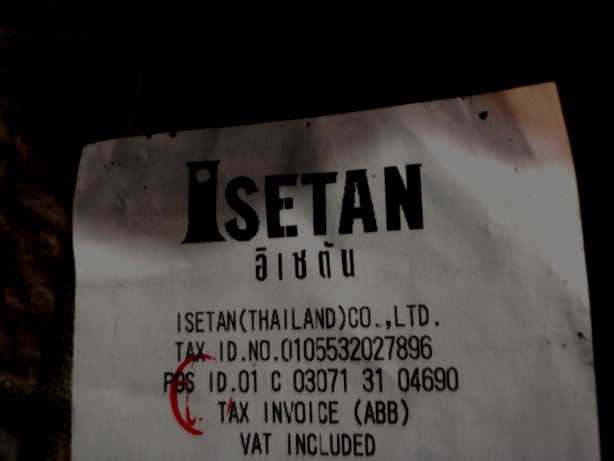 ISETAN
อิเซตัน
ISETAN(THAILAND)CO.,LTD.
TAX ID.NO.0105532027896
POS ID.01 C 03071 31 04690
TAX INVOICE (ABB)
VAT INCLUDED